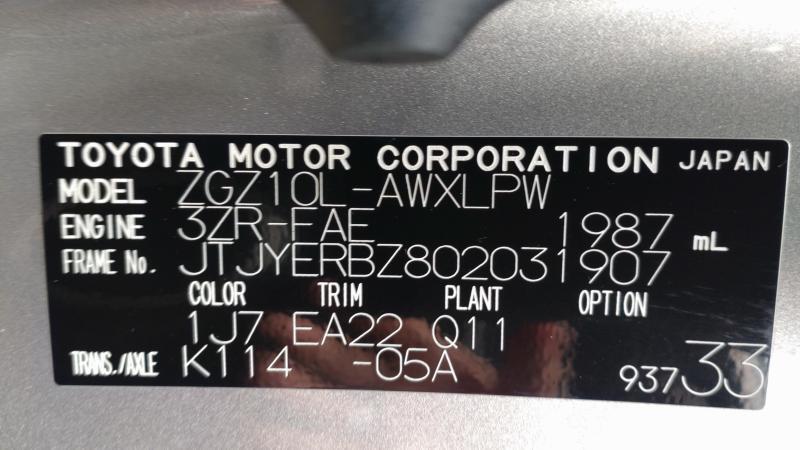 TOYOTA MOTOR CORPORATION JAPAN
MODEL ZGZ10L-AWXLPW
ENGINE 3ZR-FAE 1987 mL
FRAME No. JTJYERBZ802031907
COLOR TRIM PLANT OPTION
1J7 EA22 Q11
TRANS./AXLE K114 -05A 93733